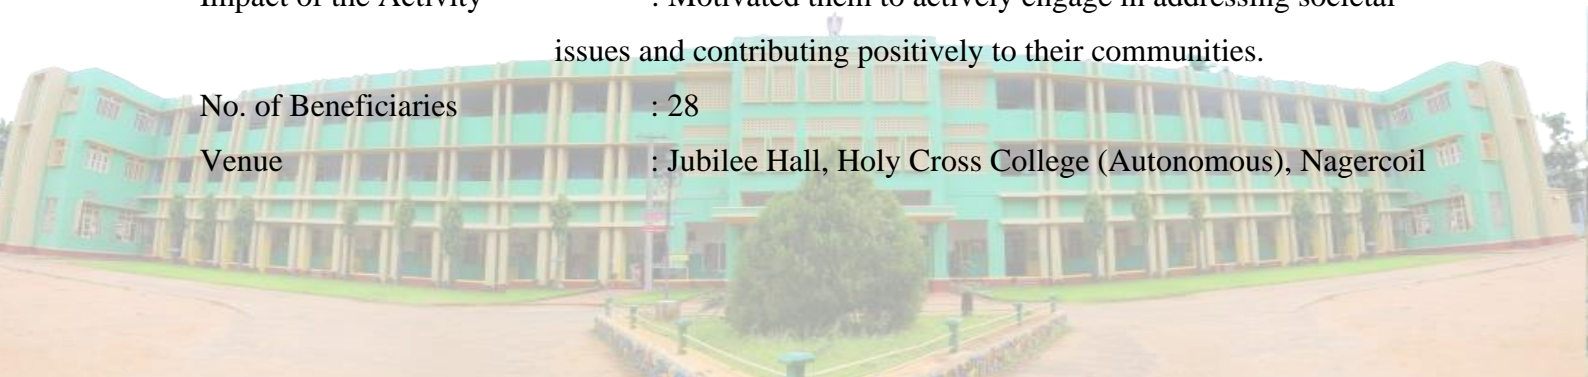 Impact of the Activity : Motivated them to actively engage in addressing societal
issues and contributing positively to their communities.
No. of Beneficiaries : 28
Venue : Jubilee Hall, Holy Cross College (Autonomous), Nagercoil